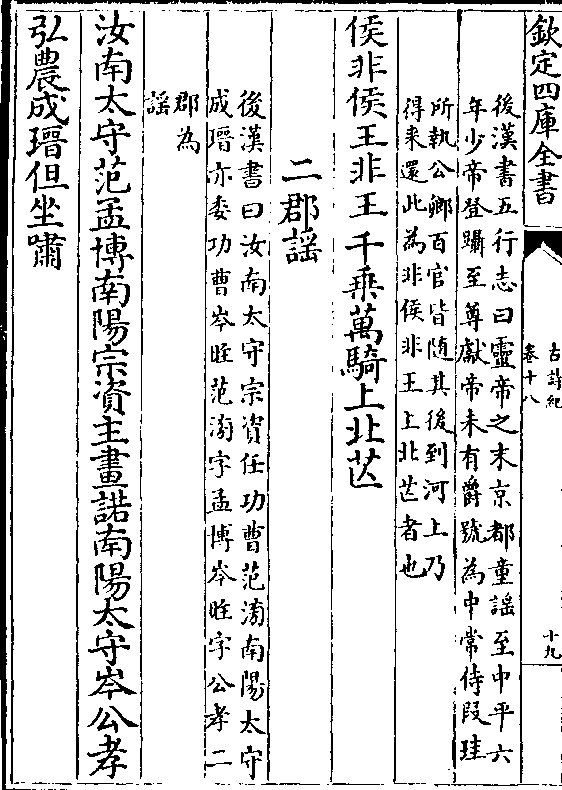 欽定四庫全書
古詩紀
卷十八
十九
後漢書五行志曰靈帝之末京都童謠至中平六
年少帝登躡至尊獻帝未有爵號為中常侍段珪
所執公卿百官皆隨其後到河上乃
得來還此為非侯非王上北芒者也
侯非侯王非王千乘萬騎上北芒
二郡謠
後漢書曰汝南太守宗資任功曹范滂南陽太守
成瑨亦委功曹岑晊范滂字孟博岑晊字公孝二
郡為
謠
汝南太守范孟博南陽宗資主畫諾南陽太守岑公孝
弘農成瑨但坐嘯